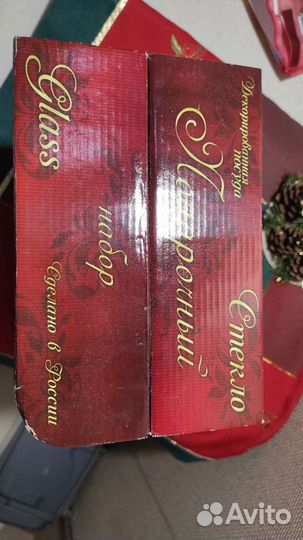 Декорированная
посуда
Подарочный
Стекло
Glass
набор
Сделано в России
Avito